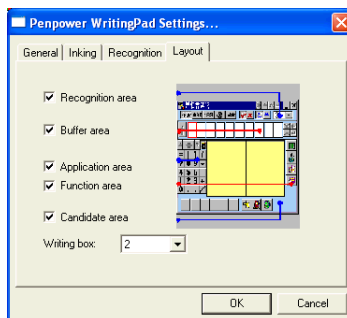 Penpower WritingPad Settings...
General Inking Recognition Layout
Recognition area
Buffer area
Application area
Function area
Candidate area
Writing box: 2
OK Cancel